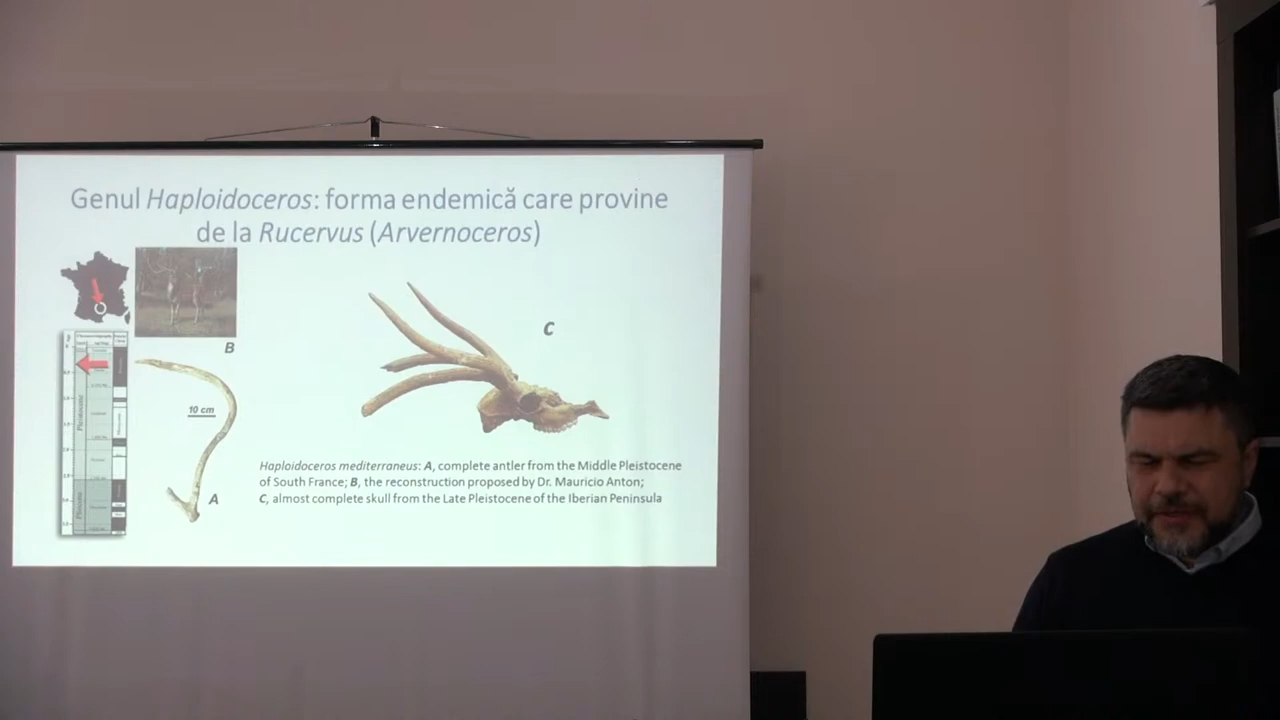 Genul Haploidoceros: forma endemică care provine
de la Rucervus (Arvernoceros)
B
C
10 cm
A
Pleistocene
Pliocene
Haploidoceros mediterraneus: A, complete antler from the Middle Pleistocene
of South France; B, the reconstruction proposed by Dr. Mauricio Anton;
C, almost complete skull from the Late Pleistocene of the Iberian Peninsula